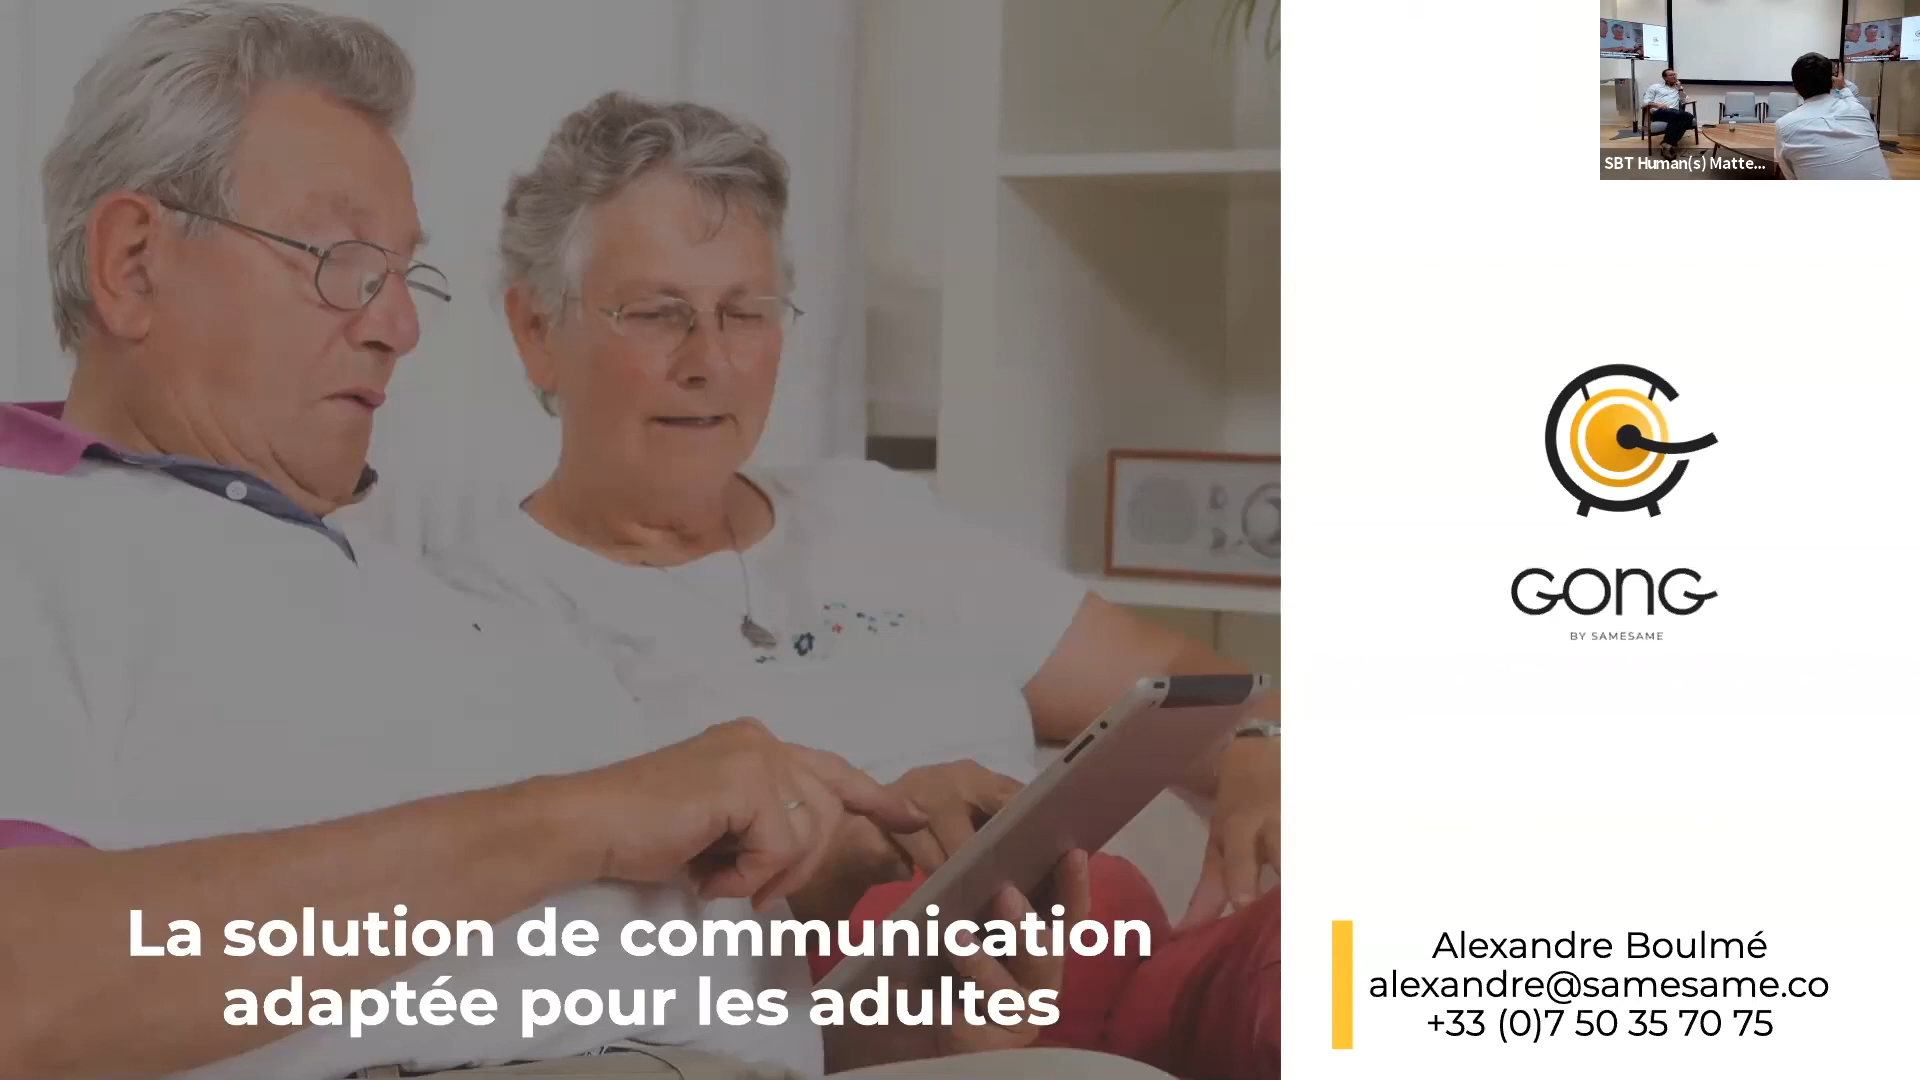 SBT Human(s) Matte...
GONG
BY SAMESAME
La solution de communication
adaptée pour les adultes
Alexandre Boulmé
alexandre@samesame.co
+33 (0)7 50 35 70 75